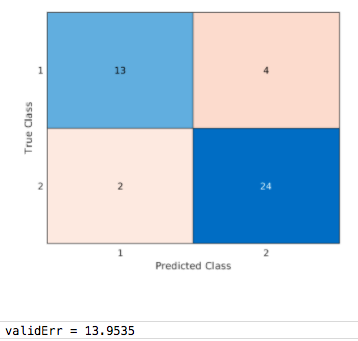 1
13
4
True Class
2
2
24
1
2
Predicted Class
validErr = 13.9535